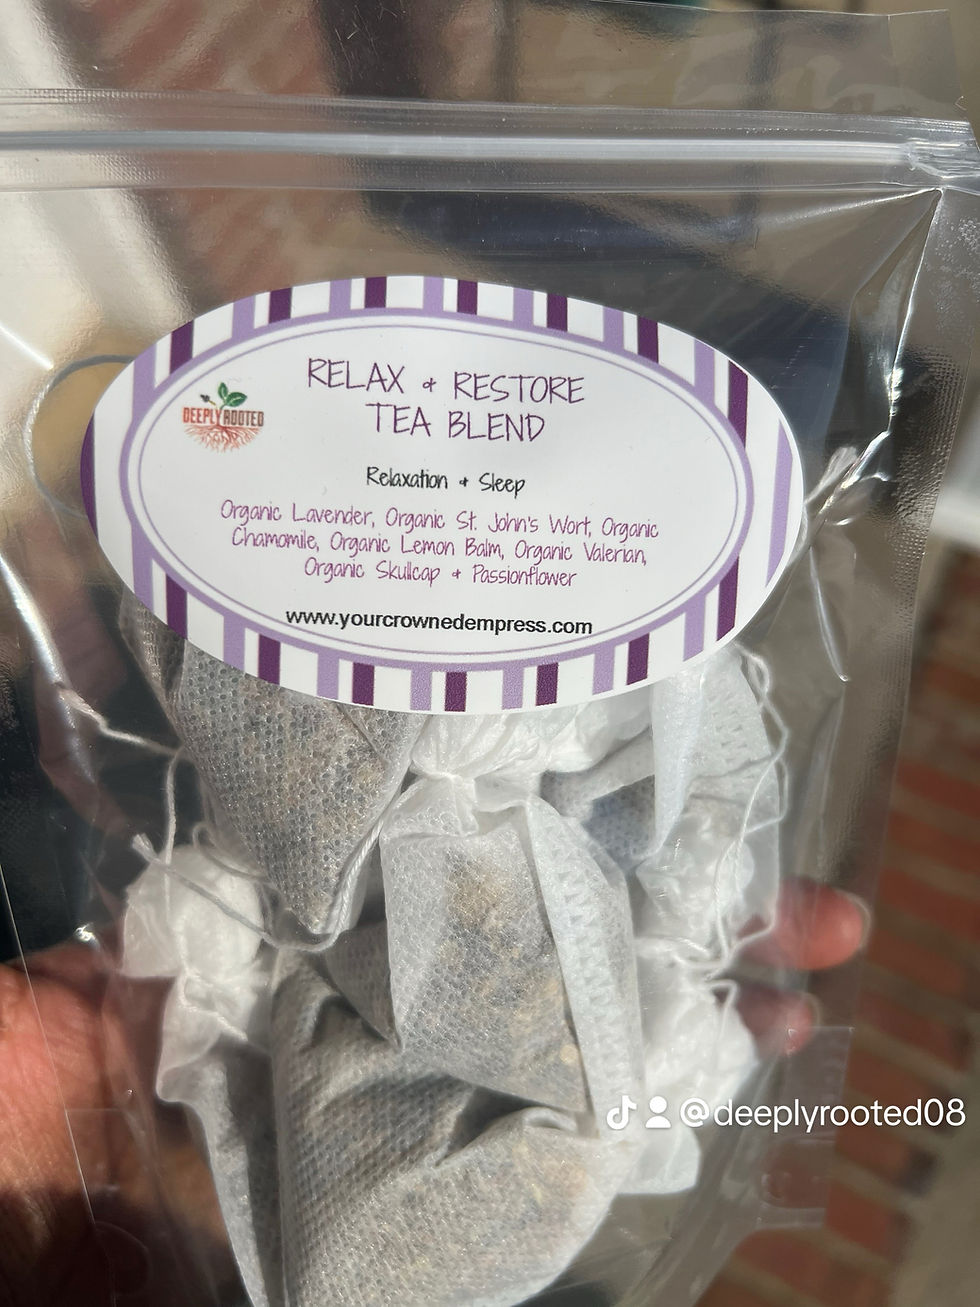 RELAX & RESTORE
TEA BLEND
DEEPLY ROOTED
Relaxation & Sleep
Organic Lavender, Organic St. John's Wort, Organic
Chamomile, Organic Lemon Balm, Organic Valerian,
Organic Skullcap & Passionflower
www.yourcrownedempress.com
@deeplyrooted08